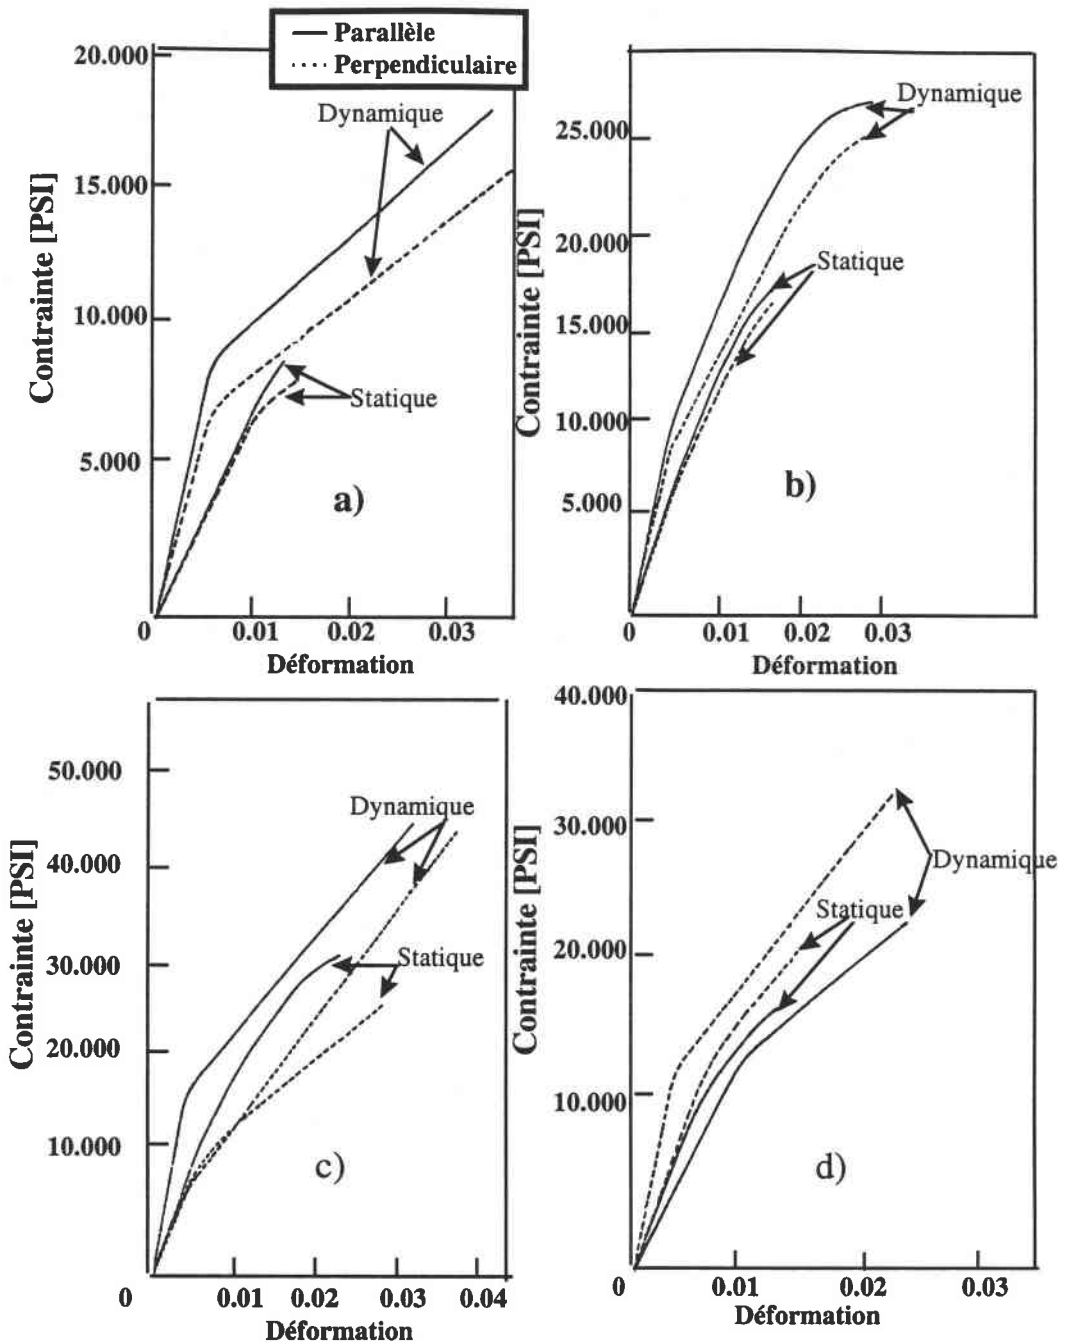 Parallèle
Perpendiculaire
20.000
15.000
10.000
5.000
0
0.01
0.02
0.03
Contrainte [PSI]
Déformation
Dynamique
Statique
a)
25.000
20.000
15.000
10.000
5.000
0
0.01
0.02
0.03
Contrainte [PSI]
Déformation
Dynamique
Statique
b)
50.000
40.000
30.000
20.000
10.000
0
0.01
0.02
0.03
0.04
Contrainte [PSI]
Déformation
Dynamique
Statique
c)
40.000
30.000
20.000
10.000
0
0.01
0.02
0.03
Contrainte [PSI]
Déformation
Dynamique
Statique
d)